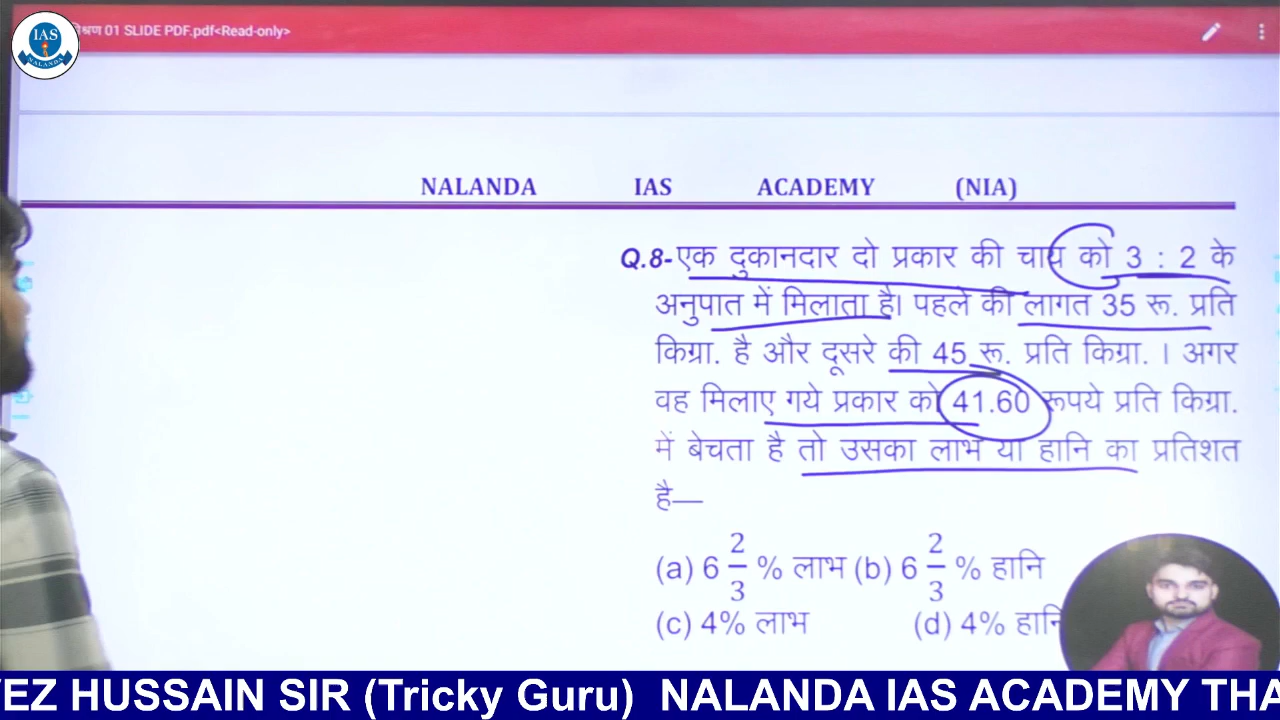 IAS
NALANDA
श्रण 01 SLIDE PDF.pdf<Read-only>
NALANDA IAS ACADEMY (NIA)
Q.8-एक दुकानदार दो प्रकार की चाय को 3 : 2 के
अनुपात में मिलाता है। पहले की लागत 35 रू. प्रति
किग्रा. है और दूसरे की 45 रू. प्रति किग्रा. । अगर
वह मिलाए गये प्रकार को 41.60 रूपये प्रति किग्रा.
में बेचता है तो उसका लाभ या हानि का प्रतिशत
है—
(a) 6 2/3 % लाभ (b) 6 2/3 % हानि
(c) 4% लाभ (d) 4% हानि
EZ HUSSAIN SIR (Tricky Guru) NALANDA IAS ACADEMY THA